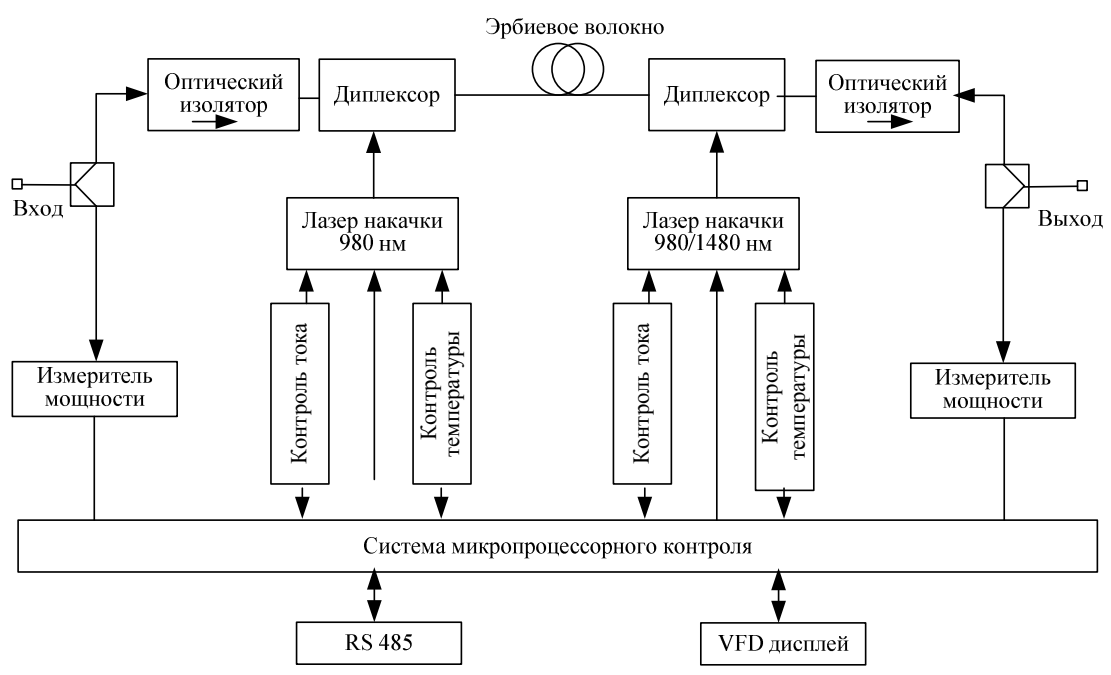 Эрбиевое волокно
Оптический
изолятор
Диплексор
Диплексор
Оптический
изолятор
Вход
Выход
Лазер накачки
980 нм
Лазер накачки
980/1480 нм
Измеритель
мощности
Контроль тока
Контроль
температуры
Контроль тока
Контроль
температуры
Измеритель
мощности
Система микропроцессорного контроля
RS 485
VFD дисплей